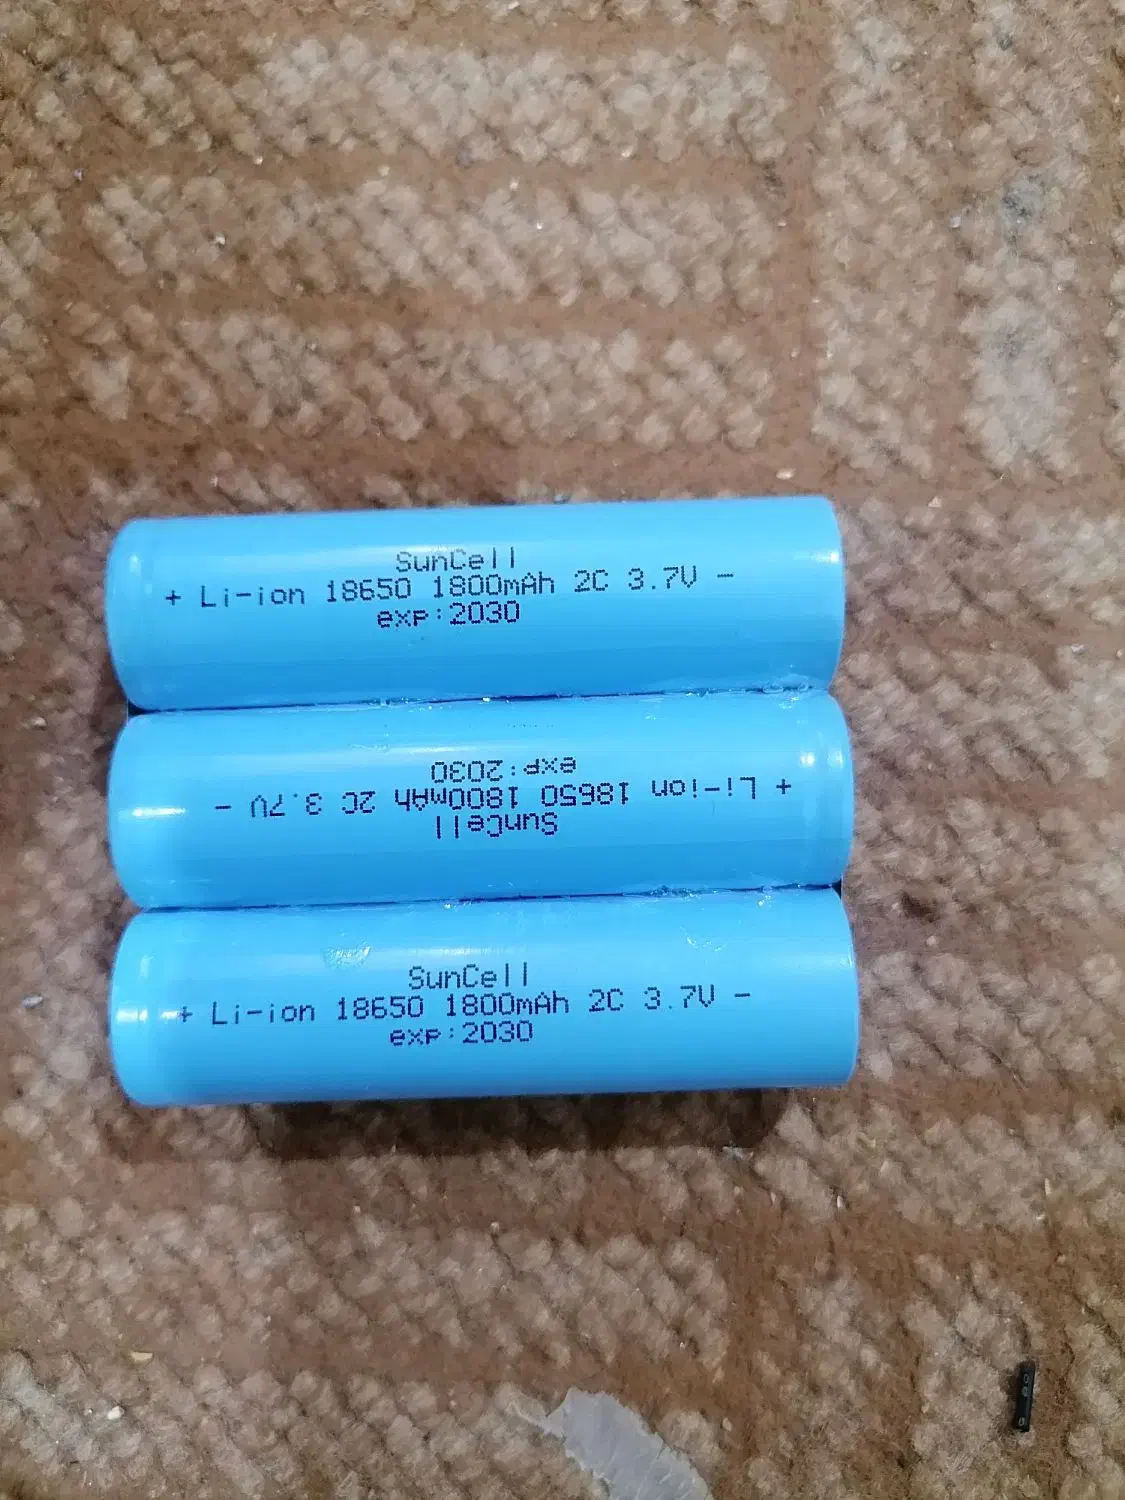 SunCell
+ Li-ion 18650 1800mAh 2C 3.7V -
exp:2030
SunCell
+ Li-ion 18650 1800mAh 2C 3.7V -
exp:2030
SunCell
+ Li-ion 18650 1800mAh 2C 3.7V -
exp:2030